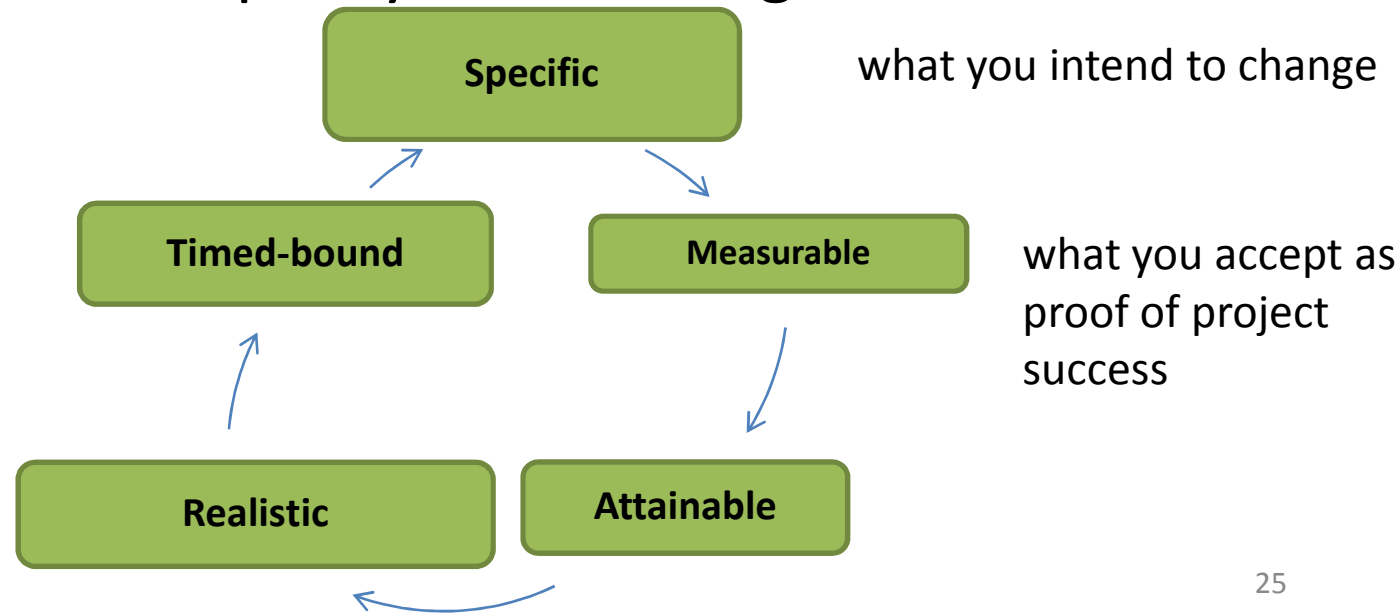 Specific
what you intend to change
Timed-bound
Measurable
what you accept as
proof of project
success
Realistic
Attainable
25